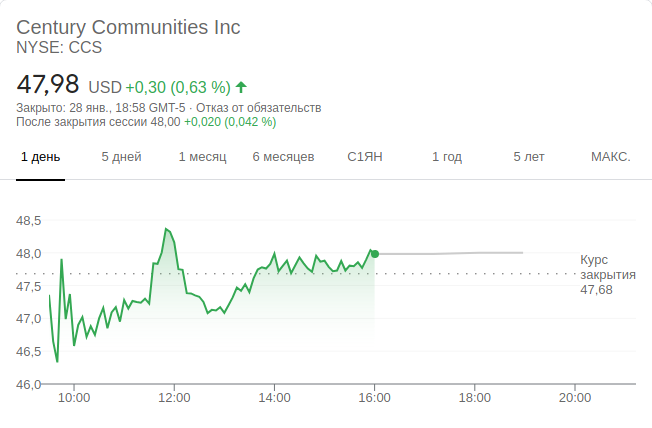 Century Communities Inc
NYSE: CCS
47,98 USD +0,30 (0,63 %)
Закрыто: 28 янв., 18:58 GMT-5 · Отказ от обязательств
После закрытия сессии 48,00 +0,020 (0,042 %)
1 день 5 дней 1 месяц 6 месяцев С1ЯН 1 год 5 лет МАКС.
48,5
48,0
Курс
закрытия
47,68
47,5
47,0
46,5
46,0
10:00 12:00 14:00 16:00 18:00 20:00